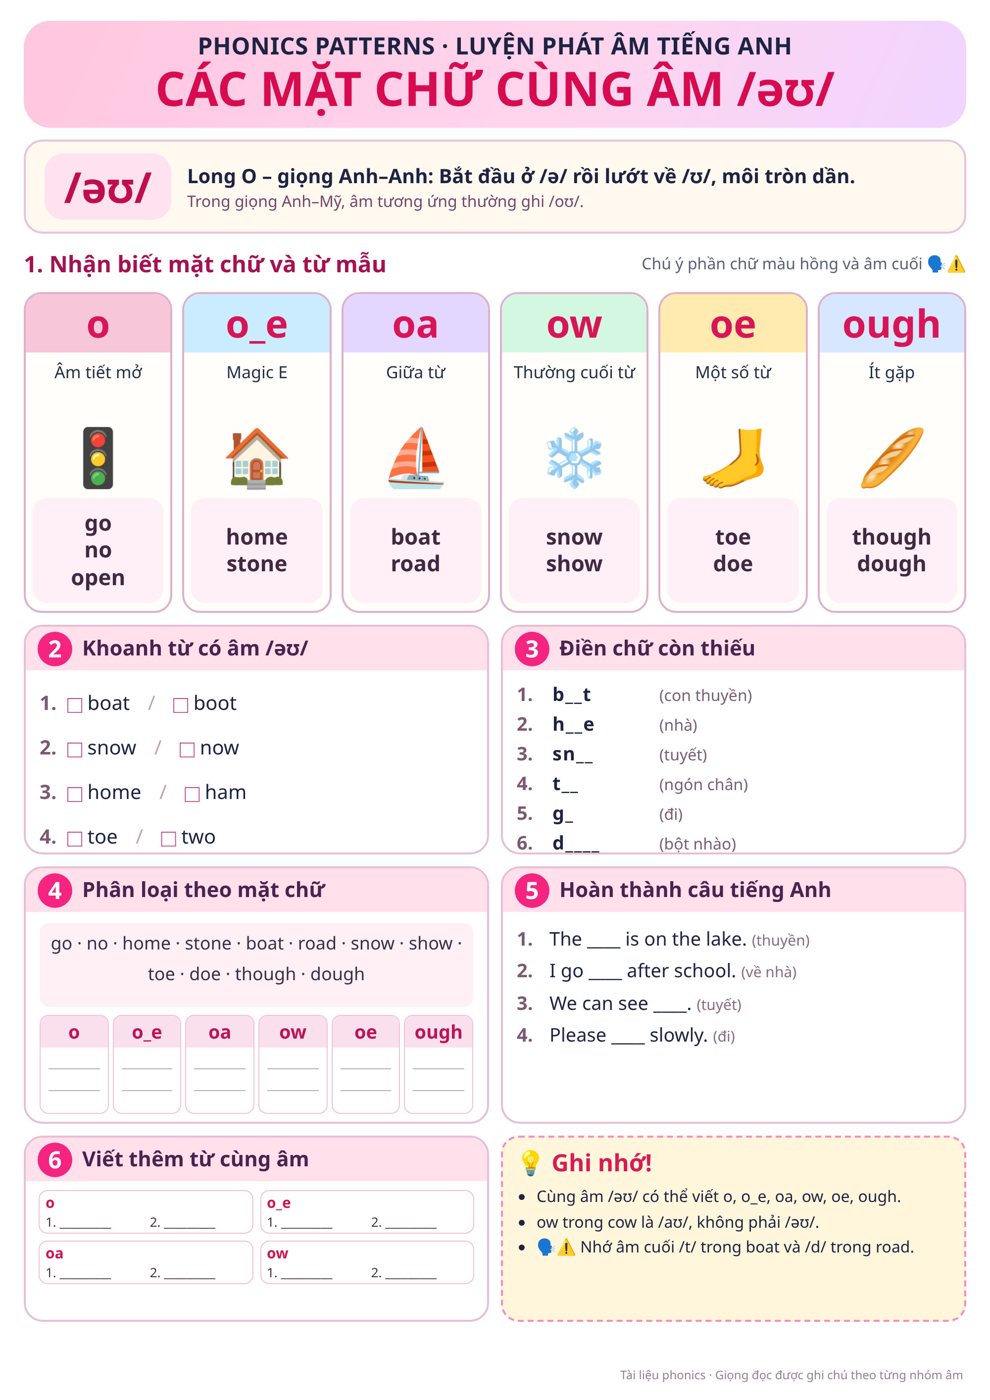 PHONICS PATTERNS · LUYỆN PHÁT ÂM TIẾNG ANH
CÁC MẶT CHỮ CÙNG ÂM /əʊ/
/əʊ/
Long O – giọng Anh–Anh: Bắt đầu ở /ə/ rồi lướt về /ʊ/, môi tròn dần.
Trong giọng Anh–Mỹ, âm tương ứng thường ghi /oʊ/.
1. Nhận biết mặt chữ và từ mẫu
Chú ý phần chữ màu hồng và âm cuối 🗣️⚠️
o
Âm tiết mở
go
no
open
o_e
Magic E
home
stone
oa
Giữa từ
boat
road
ow
Thường cuối từ
snow
show
oe
Một số từ
toe
doe
ough
Ít gặp
though
dough
2 Khoanh từ có âm /əʊ/
1. □ boat / □ boot
2. □ snow / □ now
3. □ home / □ ham
4. □ toe / □ two
3 Điền chữ còn thiếu
1. b__t (con thuyền)
2. h__e (nhà)
3. sn__ (tuyết)
4. t__ (ngón chân)
5. g_ (đi)
6. d____ (bột nhào)
4 Phân loại theo mặt chữ
go · no · home · stone · boat · road · snow · show ·
toe · doe · though · dough
o o_e oa ow oe ough
5 Hoàn thành câu tiếng Anh
1. The ____ is on the lake. (thuyền)
2. I go ____ after school. (về nhà)
3. We can see ____. (tuyết)
4. Please ____ slowly. (đi)
6 Viết thêm từ cùng âm
o
1. ________ 2. ________
o_e
1. ________ 2. ________
oa
1. ________ 2. ________
ow
1. ________ 2. ________
💡 Ghi nhớ!
• Cùng âm /əʊ/ có thể viết o, o_e, oa, ow, oe, ough.
• ow trong cow là /aʊ/, không phải /əʊ/.
• 🗣️⚠️ Nhớ âm cuối /t/ trong boat và /d/ trong road.
Tài liệu phonics · Giọng đọc được ghi chú theo từng nhóm âm